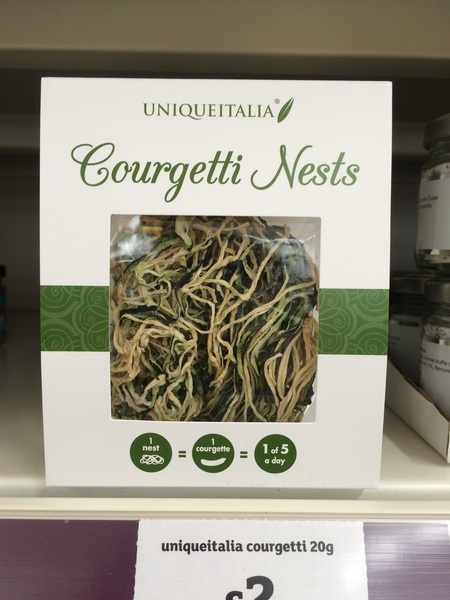 UNIQUEITALIA®
Courgetti Nests
1 nest = 1 courgette = 1 of 5 a day
uniqueitalia courgetti 20g
£2